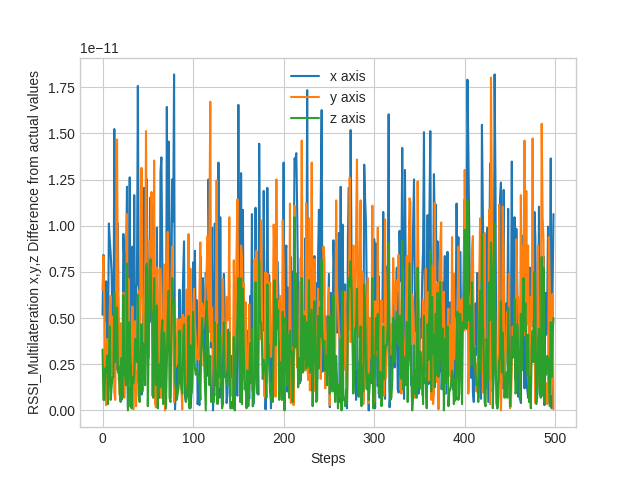 1e−11
RSSI_Multilateration x,y,z Difference from actual values
1.75
1.50
1.25
1.00
0.75
0.50
0.25
0.00
x axis
y axis
z axis
0 100 200 300 400 500
Steps